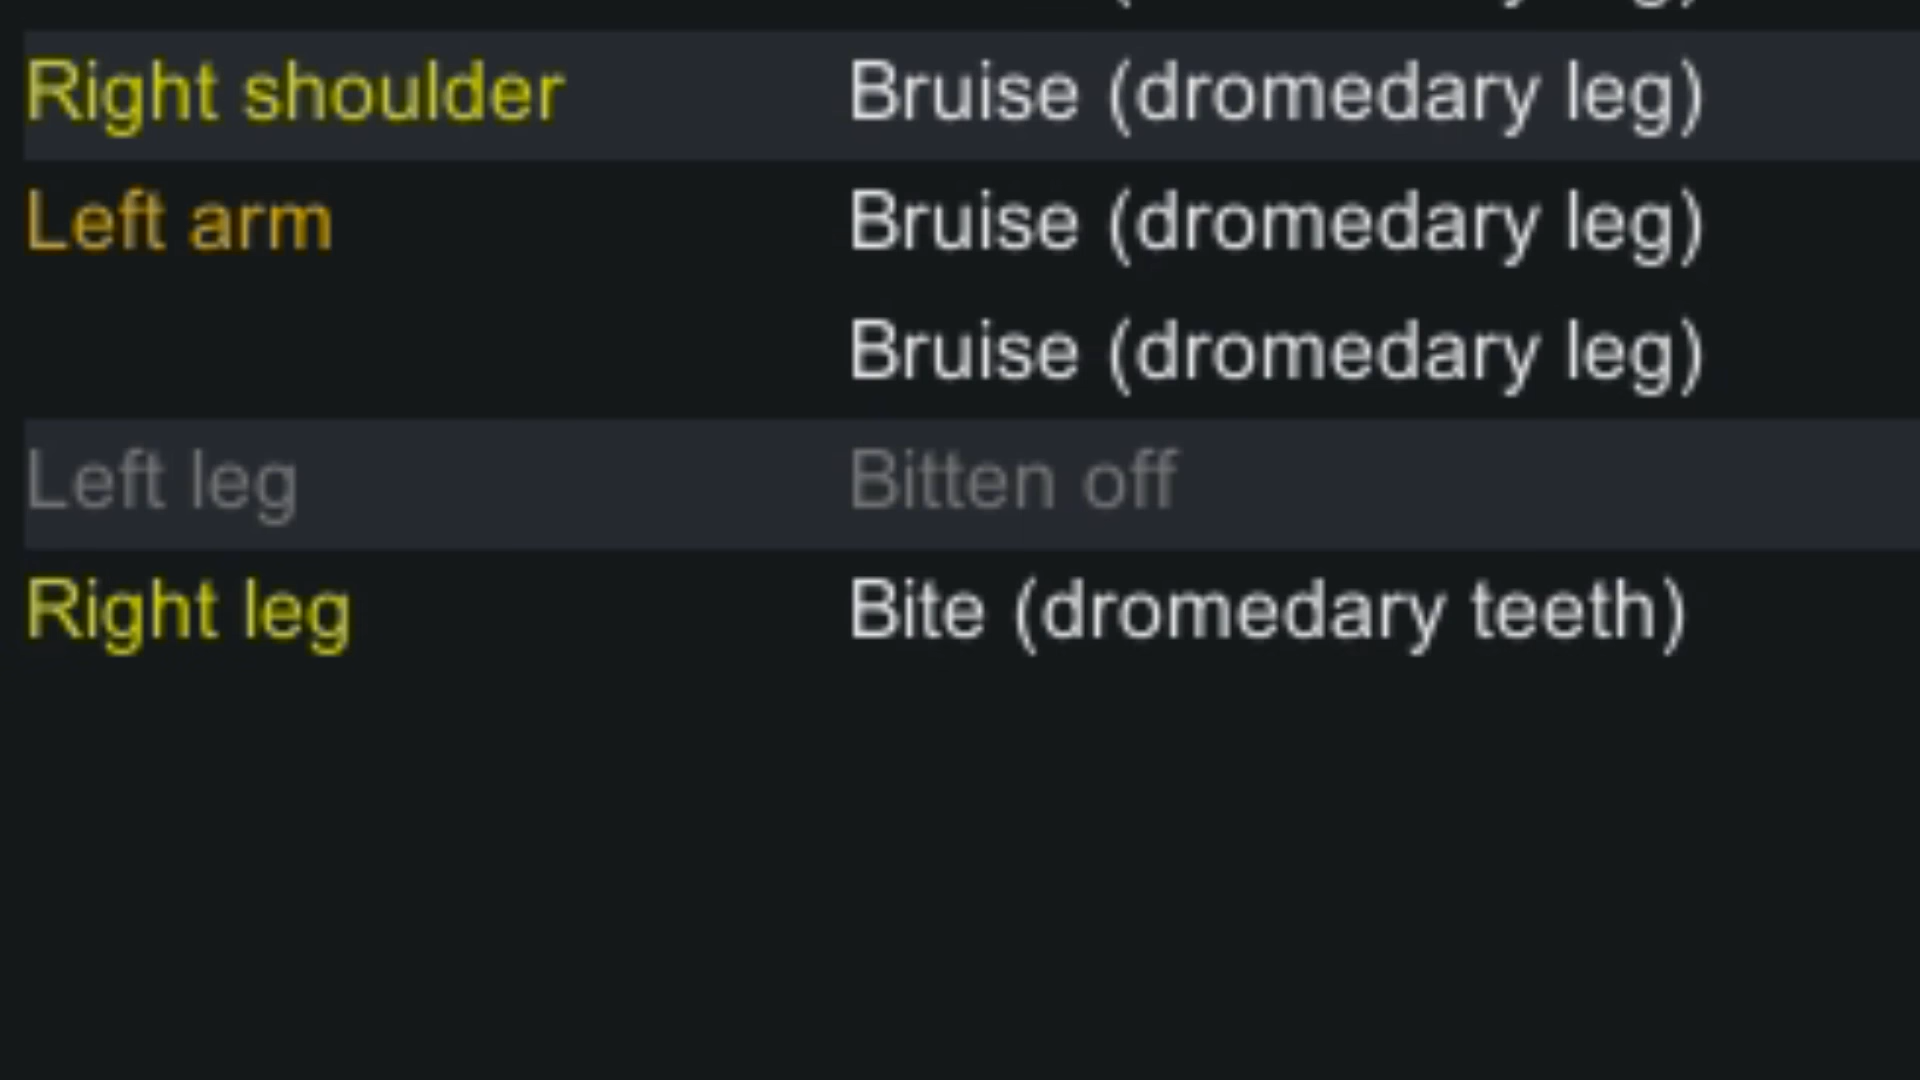 Right shoulder Bruise (dromedary leg)
Left arm Bruise (dromedary leg)
Bruise (dromedary leg)
Left leg Bitten off
Right leg Bite (dromedary teeth)